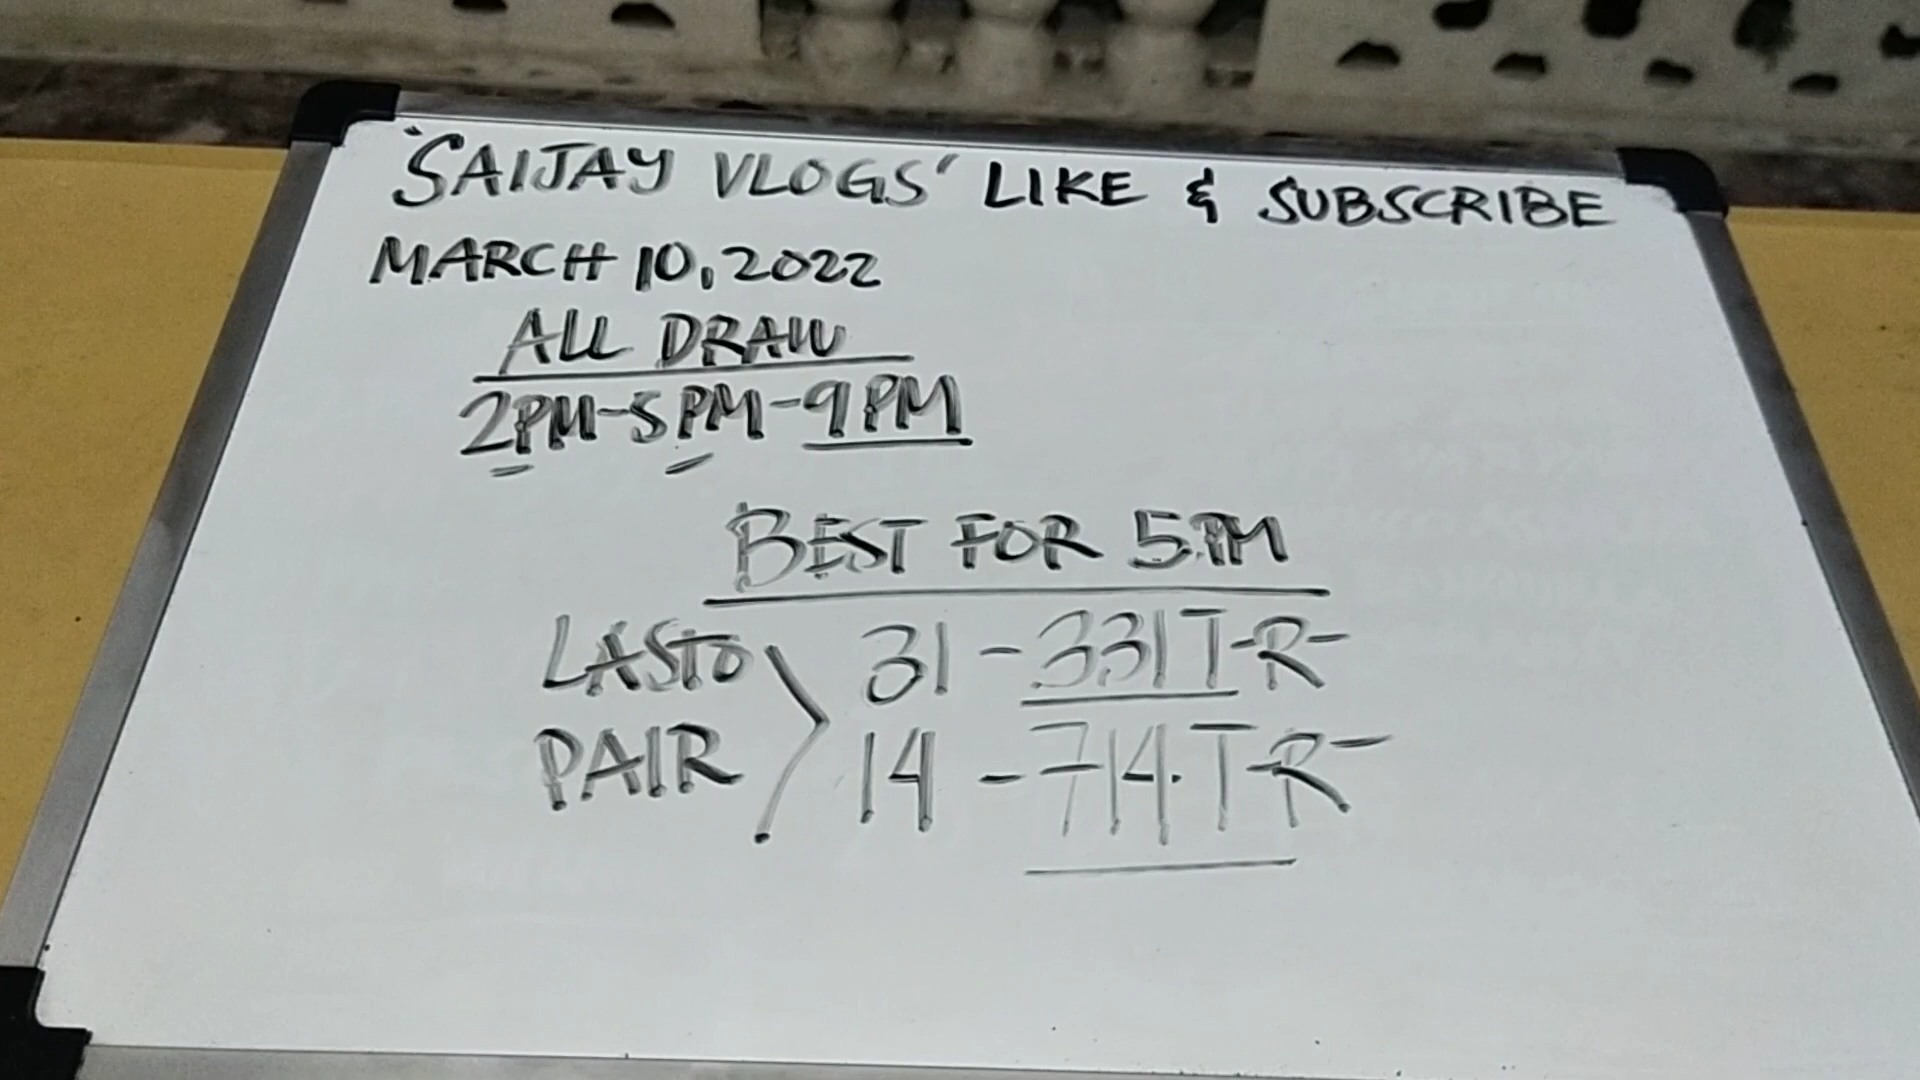 "SAIJAY VLOGS" LIKE & SUBSCRIBE
MARCH 10, 2022
ALL DRAW
2PM-5PM-9PM
BEST FOR 5PM
LASTO 31 - 331T-R-
PAIR 14 - 714.T-R-